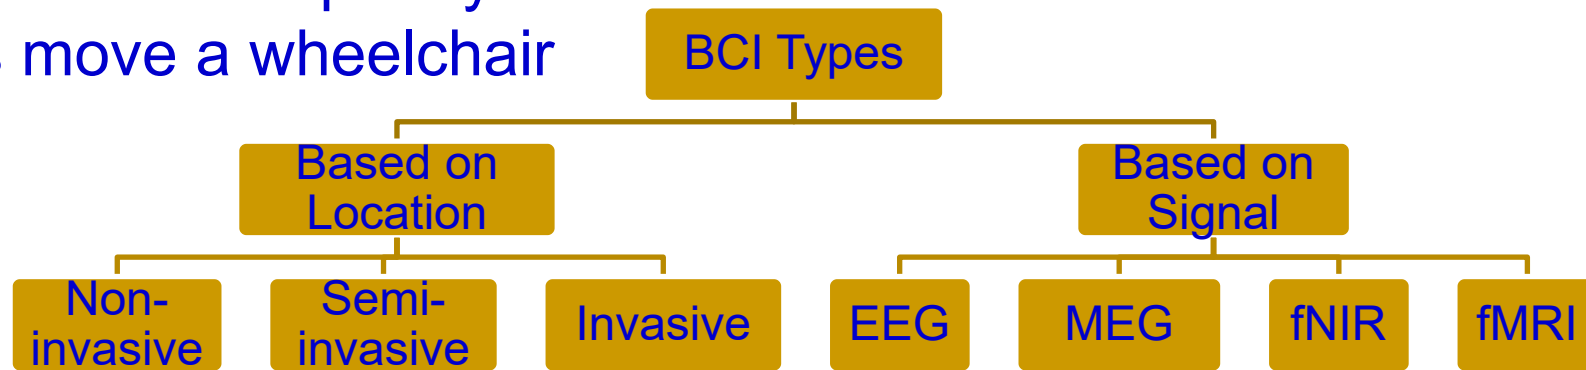 move a wheelchair
BCI Types
Based on
Location
Based on
Signal
Non-
invasive
Semi-
invasive
Invasive
EEG
MEG
fNIR
fMRI